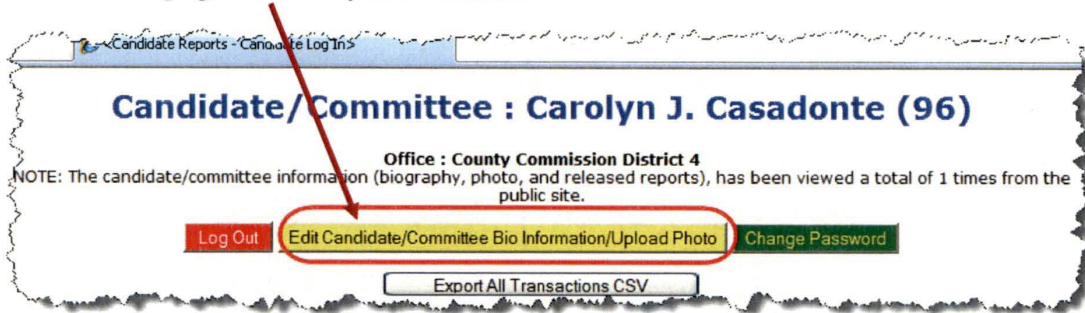 <Candidate Reports - Candidate Log In>
Candidate/Committee : Carolyn J. Casadonte (96)
Office : County Commission District 4
NOTE: The candidate/committee information (biography, photo, and released reports), has been viewed a total of 1 times from the
public site.
Log Out Edit Candidate/Committee Bio Information/Upload Photo Change Password
Export All Transactions CSV